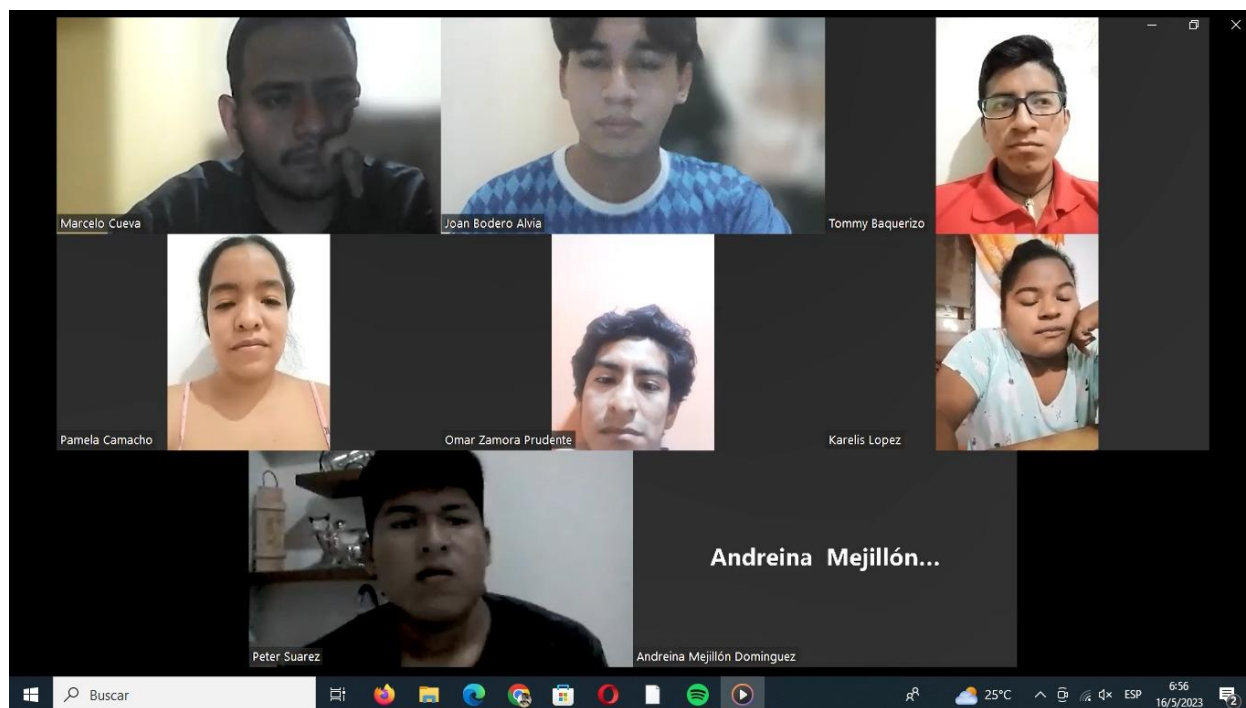 Marcelo Cueva
Joan Bodero Alvia
Tommy Baquerizo
Pamela Camacho
Omar Zamora Prudente
Karelis Lopez
Andreina Mejillón...
Peter Suarez
Andreina Mejillón Dominguez
Buscar
25°C
ESP
6:56
16/5/2023
2